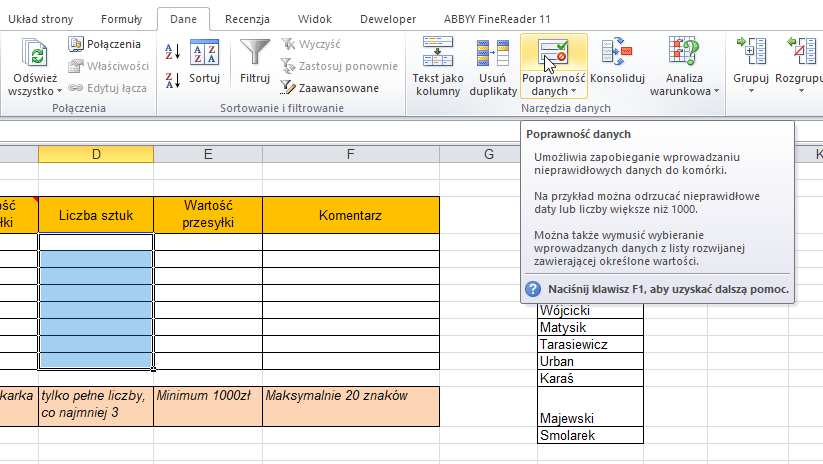 Układ strony Formuły Dane Recenzja Widok Deweloper ABBYY FineReader 11
Odśwież
wszystko
Połączenia
Właściwości
Edytuj łącza
Połączenia
A
Z
Z
A
A Z
Z A
Sortuj
Filtruj
Wyczyść
Zastosuj ponownie
Zaawansowane
Sortowanie i filtrowanie
Tekst jako
kolumny
Usuń
duplikaty
Poprawność
danych
Konsoliduj
Analiza
warunkowa
Narzędzia danych
Grupuj
Rozgrupu
Poprawność danych
Umożliwia zapobieganie wprowadzaniu
nieprawidłowych danych do komórki.
Na przykład można odrzucać nieprawidłowe
daty lub liczby większe niż 1000.
Można także wymusić wybieranie
wprowadzanych danych z listy rozwijanej
zawierającej określone wartości.
Naciśnij klawisz F1, aby uzyskać dalszą pomoc.
D E F G K
ość
łki
Liczba sztuk
Wartość
przesyłki
Komentarz
karka
tylko pełne liczby,
co najmniej 3
Minimum 1000zł
Maksymalnie 20 znaków
Wójcicki
Matysik
Tarasiewicz
Urban
Karaś
Majewski
Smolarek